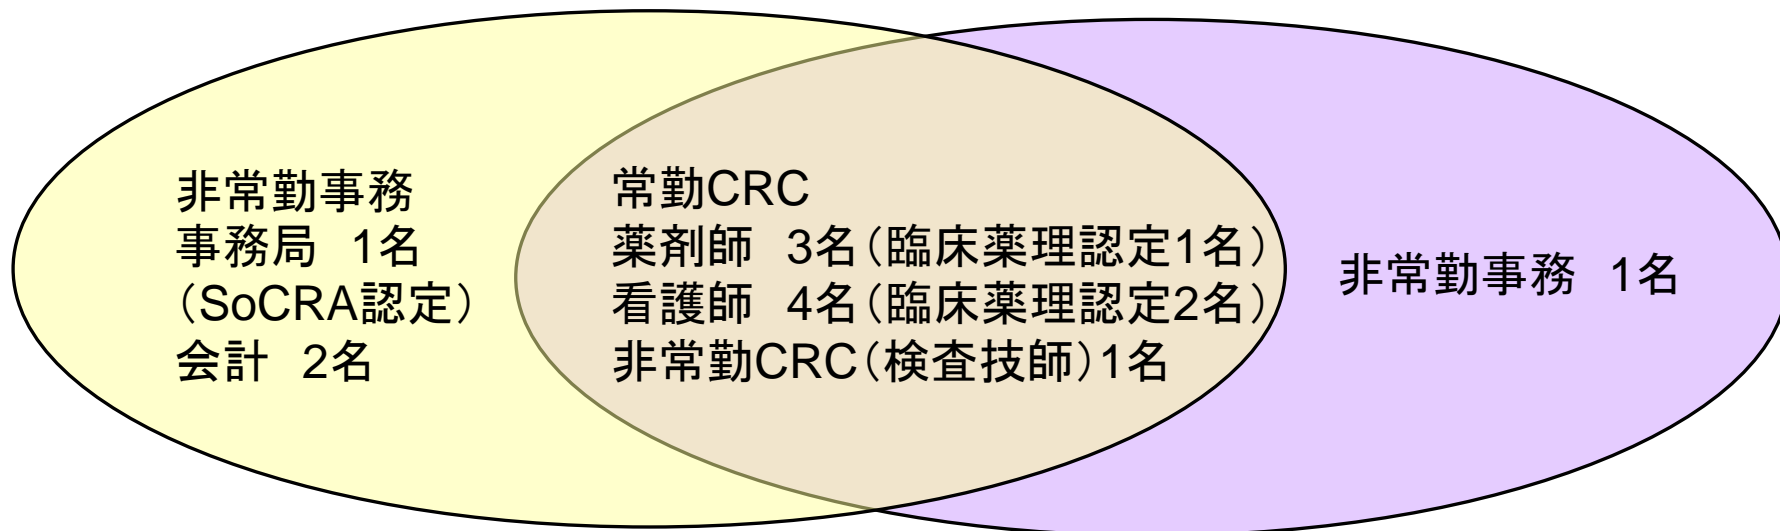 非常勤事務
事務局　1名
（SoCRA認定）
会計　2名
常勤CRC
薬剤師　3名（臨床薬理認定1名）
看護師　4名（臨床薬理認定2名）
非常勤CRC（検査技師）1名
非常勤事務　1名